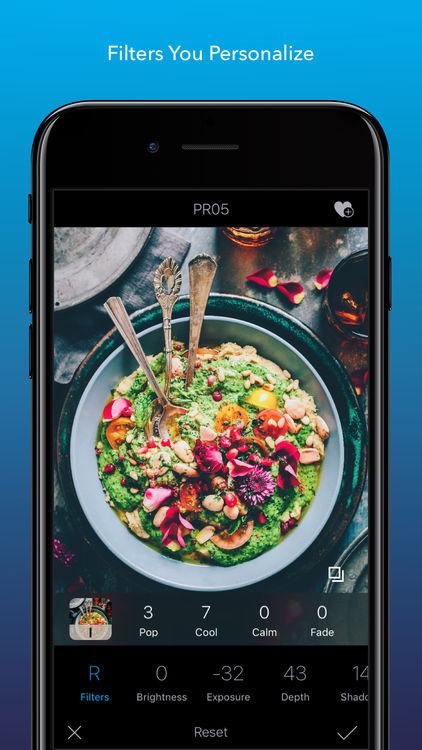 Filters You Personalize
PR05
3 7 0 0
Pop Cool Calm Fade
R 0 -32 43 14
Filters Brightness Exposure Depth Shado
Reset